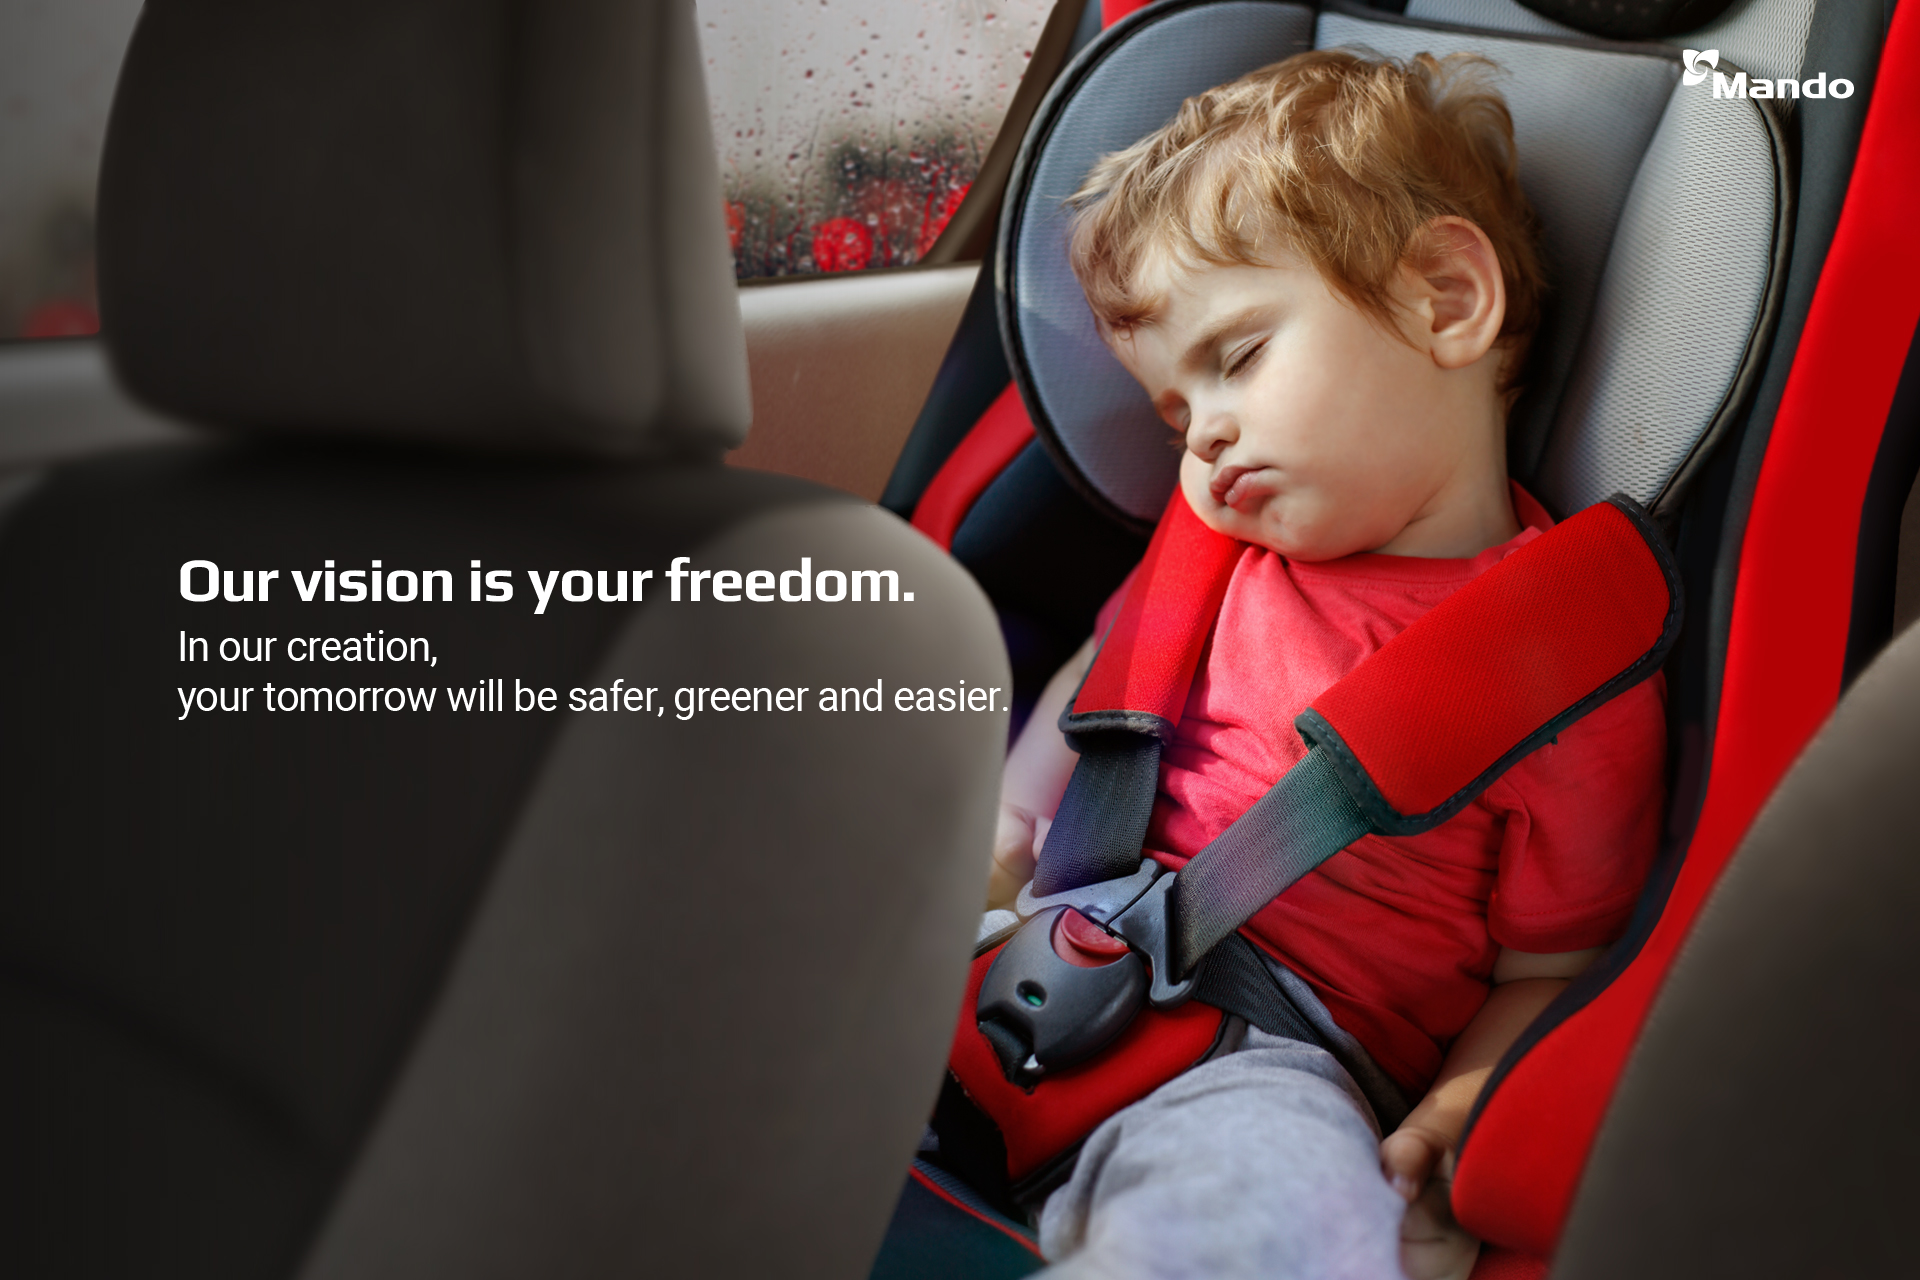 Mando
Our vision is your freedom.
In our creation,
your tomorrow will be safer, greener and easier.